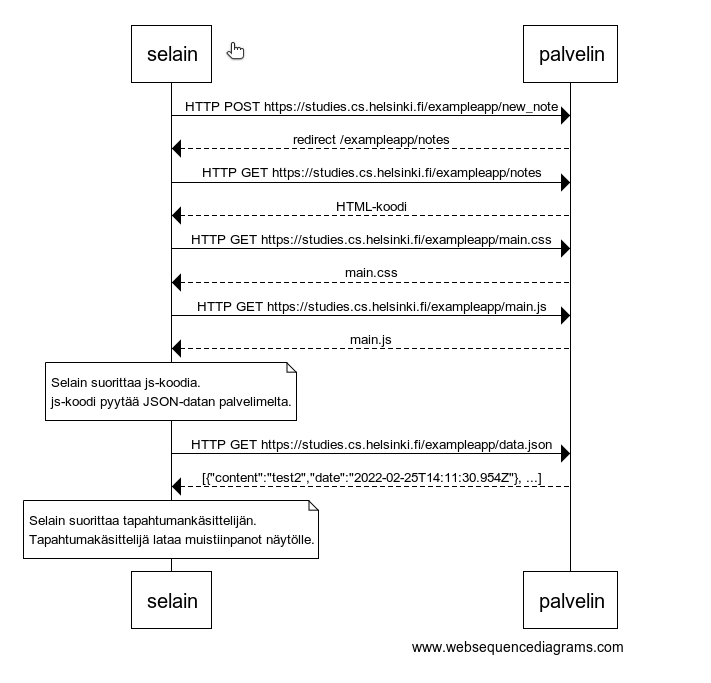 selain
palvelin
HTTP POST https://studies.cs.helsinki.fi/exampleapp/new_note
redirect /exampleapp/notes
HTTP GET https://studies.cs.helsinki.fi/exampleapp/notes
HTML-koodi
HTTP GET https://studies.cs.helsinki.fi/exampleapp/main.css
main.css
HTTP GET https://studies.cs.helsinki.fi/exampleapp/main.js
main.js
Selain suorittaa js-koodia.
js-koodi pyytää JSON-datan palvelimelta.
HTTP GET https://studies.cs.helsinki.fi/exampleapp/data.json
[{"content":"test2","date":"2022-02-25T14:11:30.954Z"}, ...]
Selain suorittaa tapahtumankäsittelijän.
Tapahtumakäsittelijä lataa muistiinpanot näytölle.
selain
palvelin
www.websequencediagrams.com